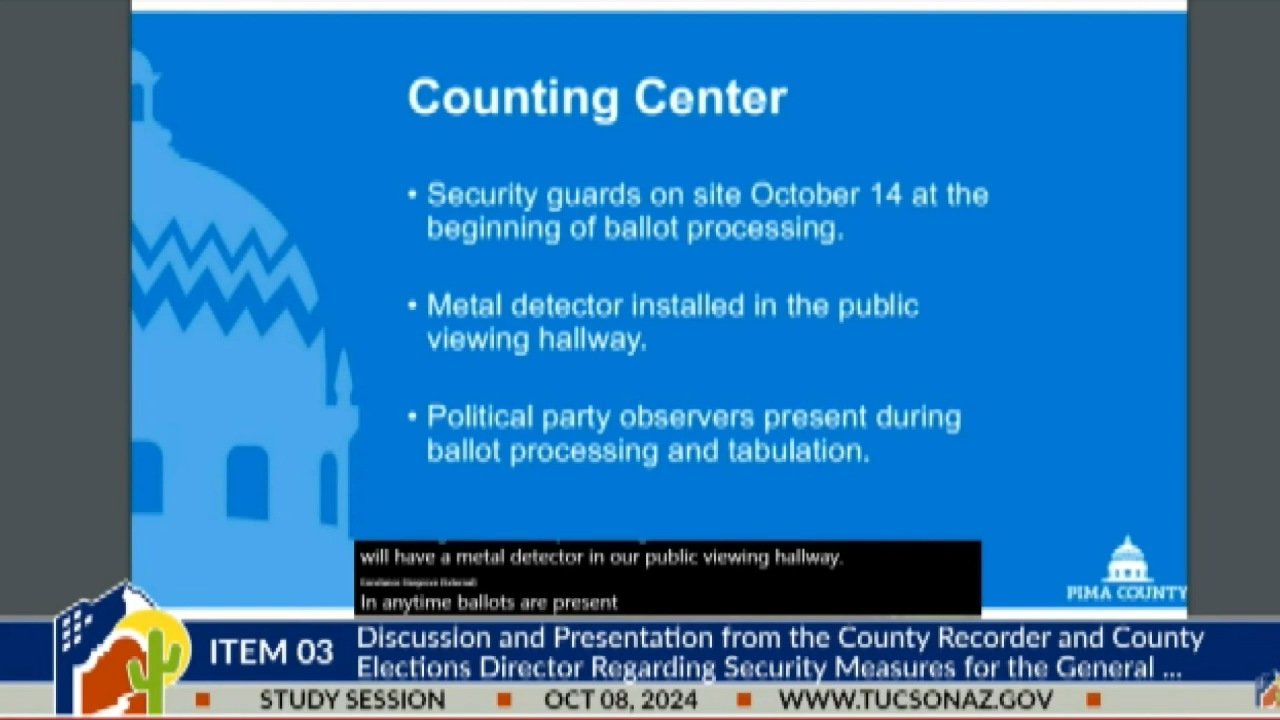 Counting Center
• Security guards on site October 14 at the
beginning of ballot processing.
• Metal detector installed in the public
viewing hallway.
• Political party observers present during
ballot processing and tabulation.
will have a metal detector in our public viewing hallway.
In anytime ballots are present
PIMA COUNTY
ITEM 03
Discussion and Presentation from the County Recorder and County
Elections Director Regarding Security Measures for the General ...
STUDY SESSION
OCT 08, 2024
WWW.TUCSONAZ.GOV